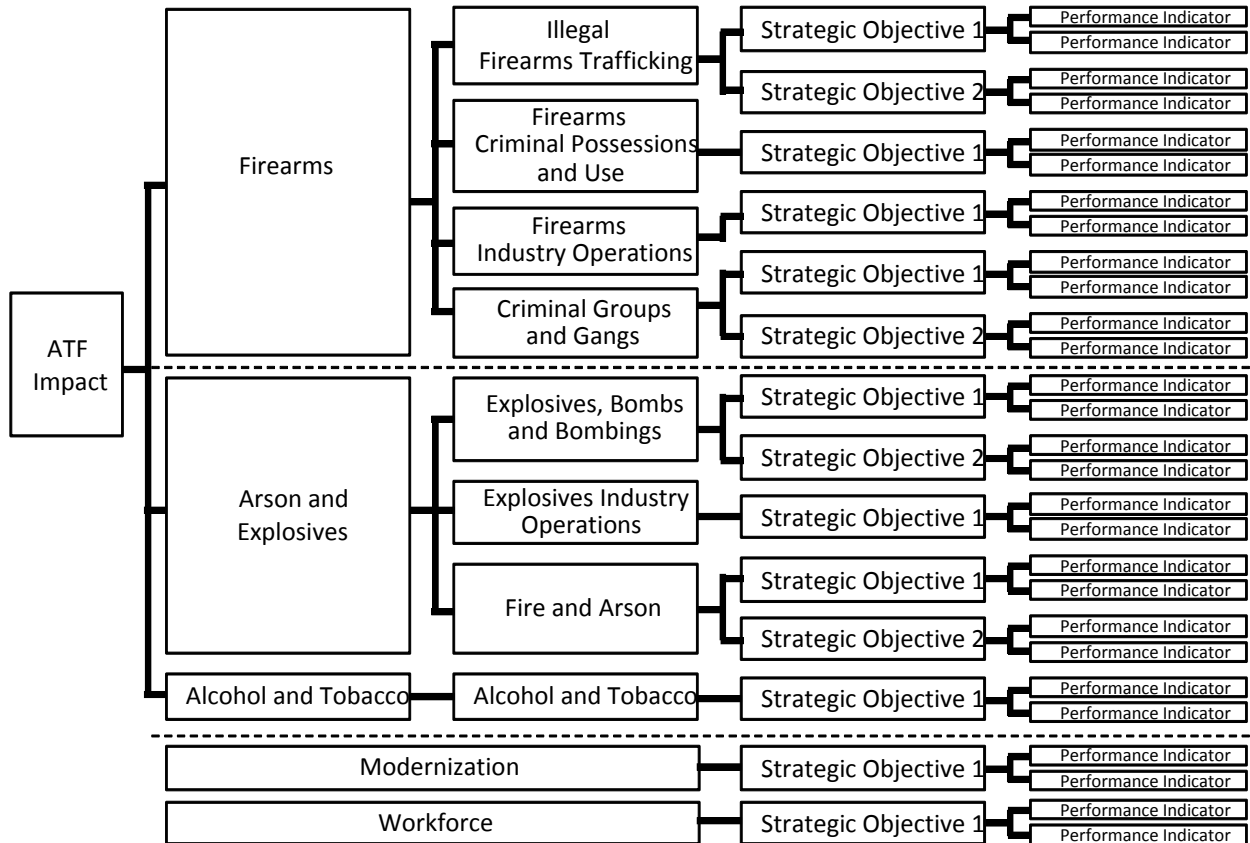 ATF
Impact
Firearms
Illegal
Firearms Trafficking
Strategic Objective 1
Performance Indicator
Performance Indicator
Strategic Objective 2
Performance Indicator
Performance Indicator
Firearms
Criminal Possessions
and Use
Strategic Objective 1
Performance Indicator
Performance Indicator
Firearms
Industry Operations
Strategic Objective 1
Performance Indicator
Performance Indicator
Criminal Groups
and Gangs
Strategic Objective 1
Performance Indicator
Performance Indicator
Strategic Objective 2
Performance Indicator
Performance Indicator
Arson and
Explosives
Explosives, Bombs
and Bombings
Strategic Objective 1
Performance Indicator
Performance Indicator
Strategic Objective 2
Performance Indicator
Performance Indicator
Explosives Industry
Operations
Strategic Objective 1
Performance Indicator
Performance Indicator
Fire and Arson
Strategic Objective 1
Performance Indicator
Performance Indicator
Strategic Objective 2
Performance Indicator
Performance Indicator
Alcohol and Tobacco
Alcohol and Tobacco
Strategic Objective 1
Performance Indicator
Performance Indicator
Modernization
Strategic Objective 1
Performance Indicator
Performance Indicator
Workforce
Strategic Objective 1
Performance Indicator
Performance Indicator